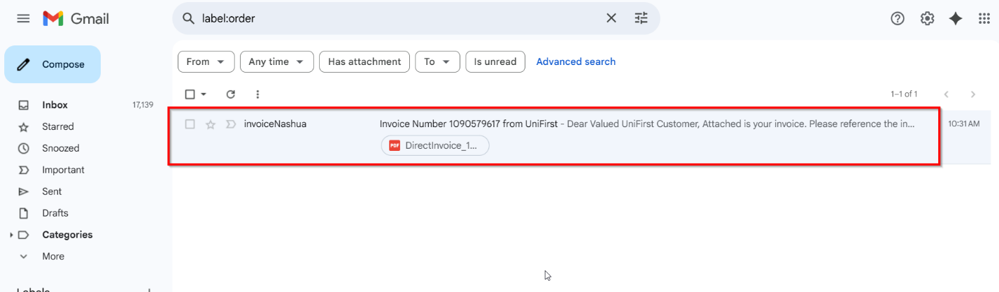 Gmail
label:order
Compose
From
Any time
Has attachment
To
Is unread
Advanced search
1–1 of 1
Inbox 17,139
Starred
Snoozed
Important
Sent
Drafts
Categories
More
invoiceNashua Invoice Number 1090579617 from UniFirst - Dear Valued UniFirst Customer, Attached is your invoice. Please reference the in... 10:31 AM
PDF DirectInvoice_1...
Labels